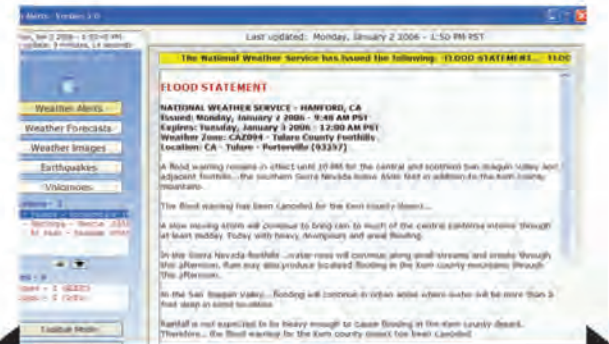 Alerts - Version 3.0
Last updated: Monday, January 2 2006 - 1:50 PM PST
The National Weather Service has issued the following: FLOOD STATEMENT...
FLOOD STATEMENT
NATIONAL WEATHER SERVICE - HANFORD, CA
Issued: Monday, January 2 2006 - 9:48 AM PST
Expires: Tuesday, January 3 2006 - 12:00 AM PST
Weather Zone: CAZ094 - Tulare County Foothills
Location: CA - Tulare - Porterville (93257)
Weather Alerts
Weather Forecasts
Weather Images
Earthquakes
Volcanoes
Toolbar Mode
A flood warning remains in effect until 10 PM for the central and southern San Joaquin Valley and
adjacent foothills...the southern Sierra Nevada below feet in addition to the Kern county
mountains.
The flood warning has been canceled for the Kern county desert...
A slow moving storm will continue to bring rain to much of the central California interior through
at least midday Today with heavy downpours and areal flooding.
In the Sierra Nevada foothills...water rises will continue along small streams and creeks through
this afternoon. Rain may also produce localized flooding in the Kern county mountains through
this afternoon.
In the San Joaquin Valley...flooding will continue in urban areas where water will be more than a
foot deep in some locations.
Rainfall is not expected to be heavy enough to cause flooding in the Kern county desert.
Therefore... the flood warning for the Kern county desert has been canceled.